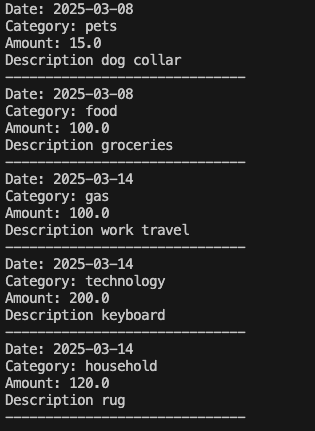 Date: 2025-03-08
Category: pets
Amount: 15.0
Description dog collar
------------------------------
Date: 2025-03-08
Category: food
Amount: 100.0
Description groceries
------------------------------
Date: 2025-03-14
Category: gas
Amount: 100.0
Description work travel
------------------------------
Date: 2025-03-14
Category: technology
Amount: 200.0
Description keyboard
------------------------------
Date: 2025-03-14
Category: household
Amount: 120.0
Description rug
------------------------------